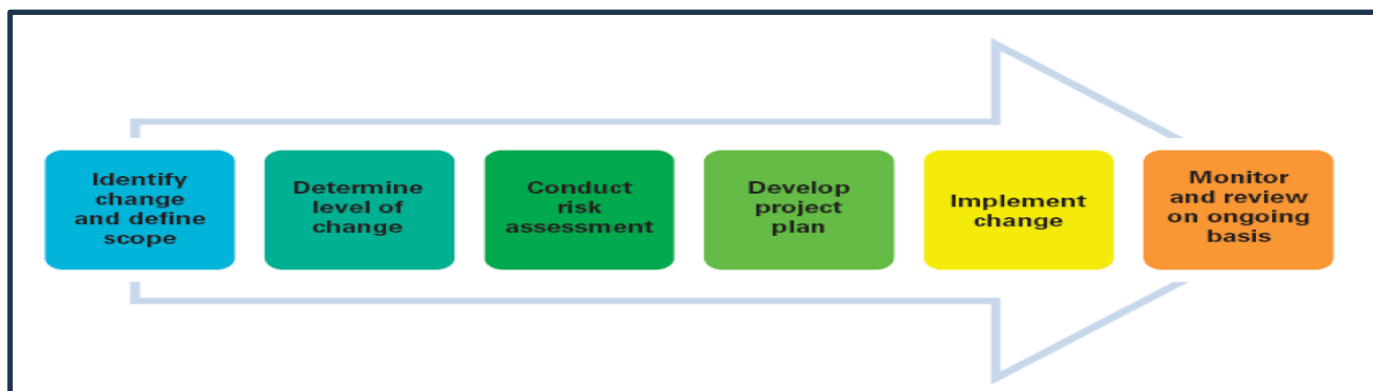 Identify
change
and define
scope
Determine
level of
change
Conduct
risk
assessment
Develop
project
plan
Implement
change
Monitor
and review
on ongoing
basis